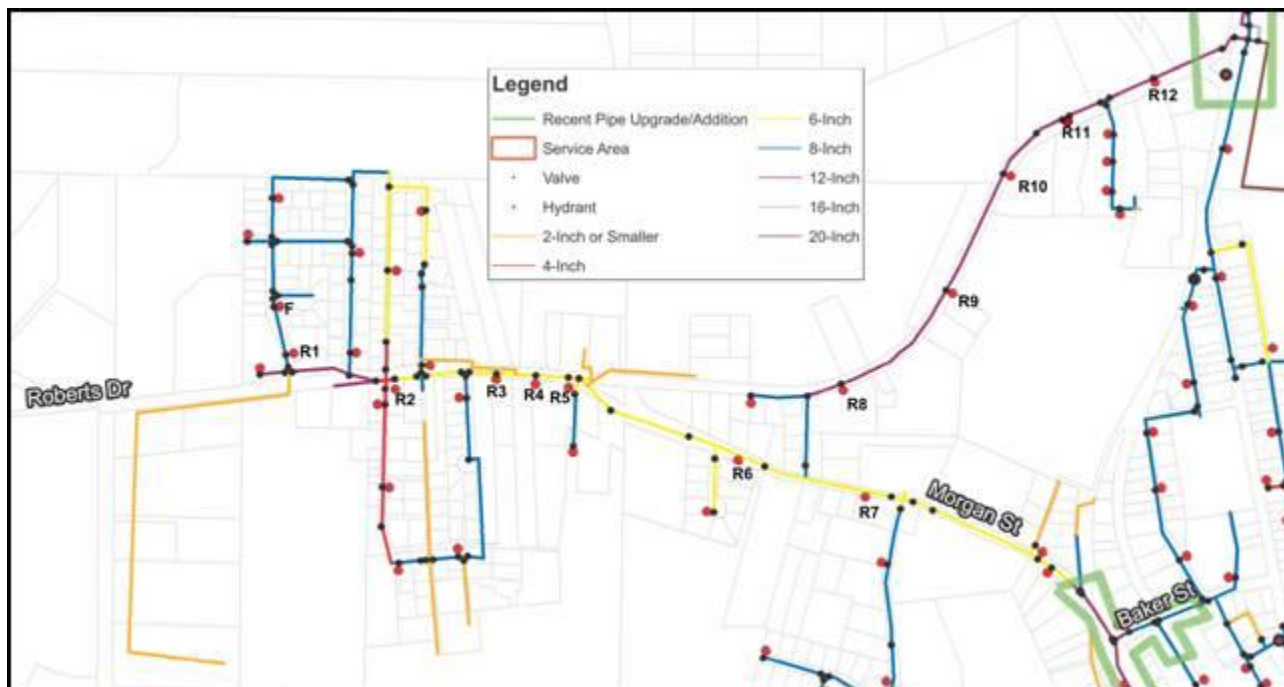 Legend
Recent Pipe Upgrade/Addition
Service Area
Valve
Hydrant
2-Inch or Smaller
4-Inch
6-Inch
8-Inch
12-Inch
16-Inch
20-Inch
R12
R11
R10
R9
F
R1
R2
R3
R4
R5
R8
Roberts Dr
R6
R7
Morgan St
Baker St